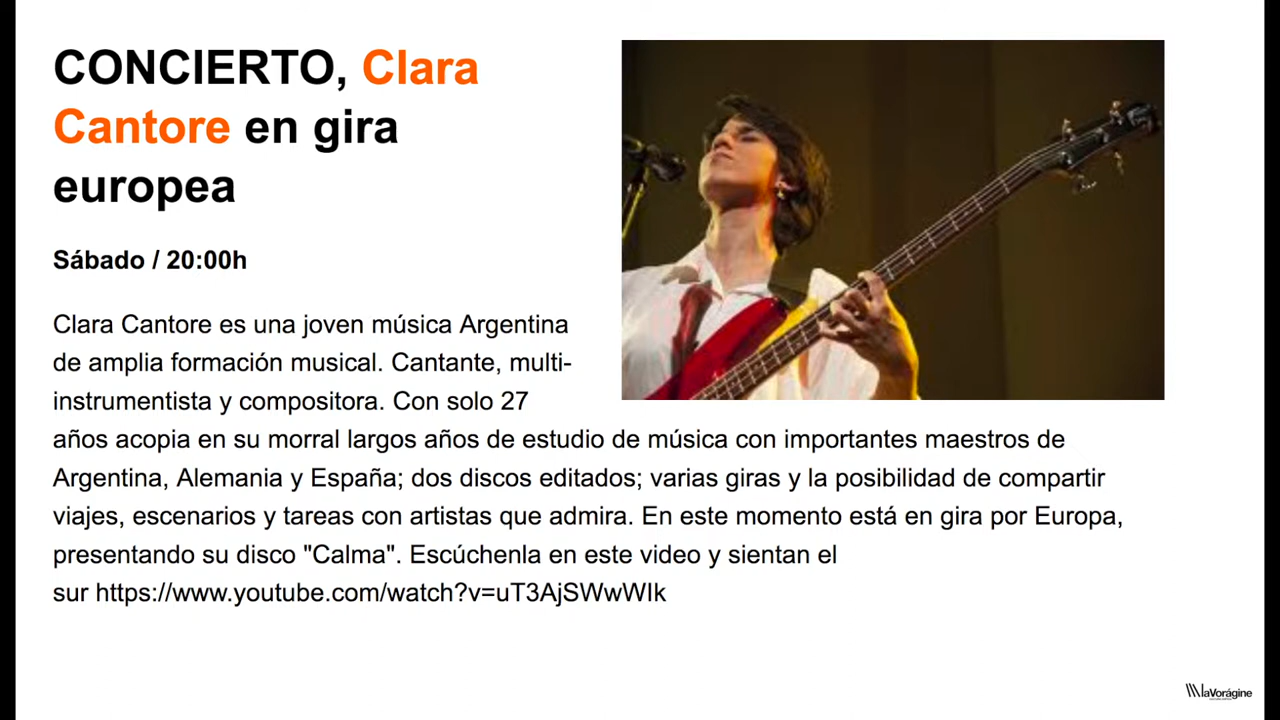 CONCIERTO, Clara
Cantore en gira
europea
Sábado / 20:00h
Clara Cantore es una joven música Argentina
de amplia formación musical. Cantante, multi-
instrumentista y compositora. Con solo 27
años acopia en su morral largos años de estudio de música con importantes maestros de
Argentina, Alemania y España; dos discos editados; varias giras y la posibilidad de compartir
viajes, escenarios y tareas con artistas que admira. En este momento está en gira por Europa,
presentando su disco "Calma". Escúchenla en este video y sientan el
sur https://www.youtube.com/watch?v=uT3AjSWwWIk
laVorágine